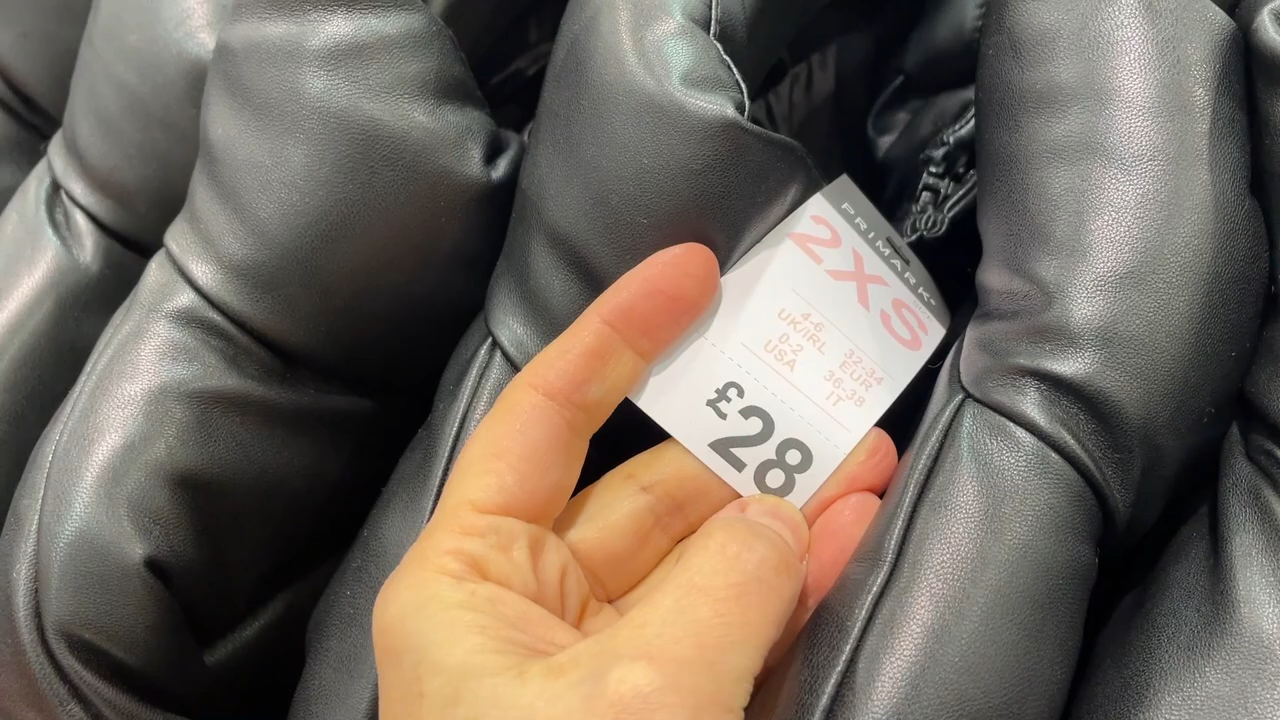 PRIMARK®
2XS
4-6
UK/IRL
32-34
EUR
0-2
USA
36-38
IT
£28